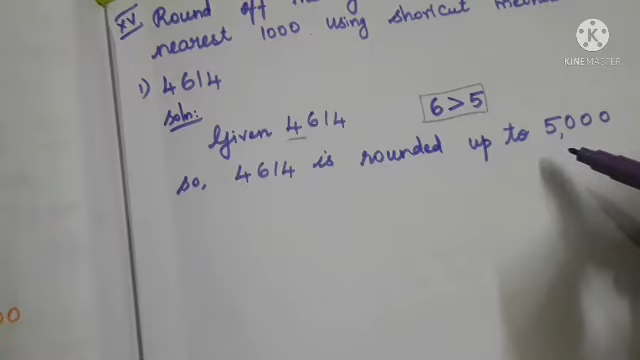 XV Round off
nearest 1000 using shortcut
1) 4614
soln:
Given 4614
6 > 5
so, 4614 is rounded up to 5,000
KINEMASTER